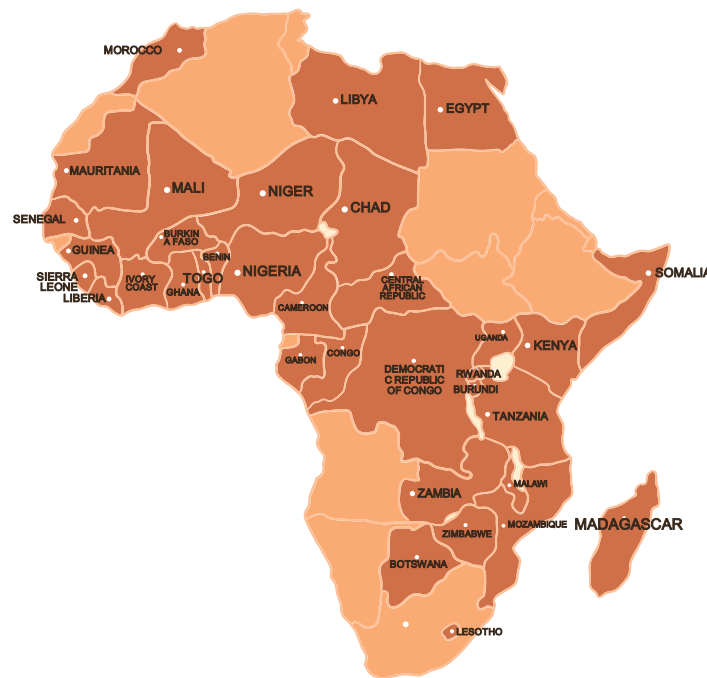 MOROCCO
LIBYA
EGYPT
MAURITANIA
MALI
NIGER
CHAD
SENEGAL
BURKIN
A FASO
GUINEA
BENIN
NIGERIA
SIERRA
LEONE
IVORY
COAST
TOGO
GHANA
LIBERIA
CENTRAL
AFRICAN
REPUBLIC
SOMALIA
CAMEROON
UGANDA
KENYA
GABON
CONGO
DEMOCRATI
C REPUBLIC
OF CONGO
RWANDA
BURUNDI
TANZANIA
MALAWI
ZAMBIA
MOZAMBIQUE
MADAGASCAR
ZIMBABWE
BOTSWANA
LESOTHO